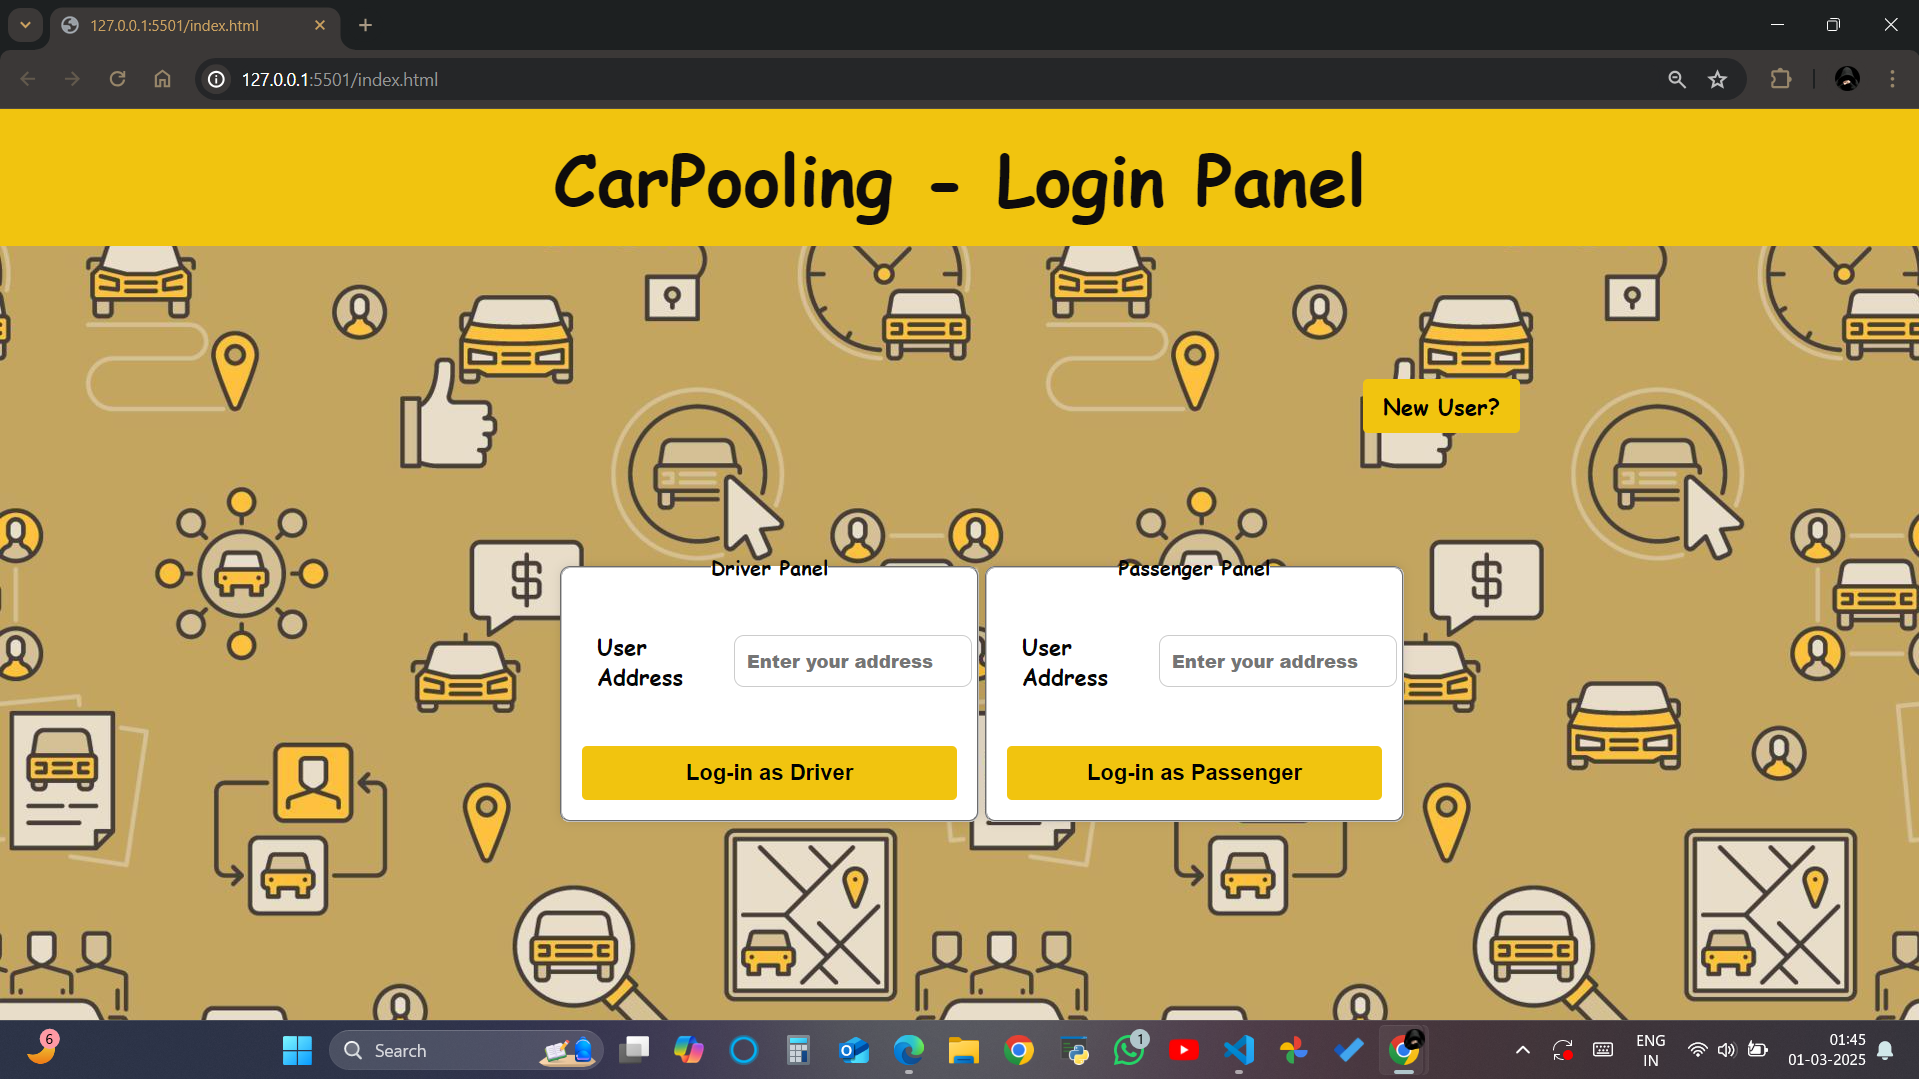 127.0.0.1:5501/index.html
127.0.0.1:5501/index.html
CarPooling - Login Panel
New User?
$
$
Driver Panel
Passenger Panel
User Address
Enter your address
User Address
Enter your address
Log-in as Driver
Log-in as Passenger
6
Search
1
ENG
IN
01:45
01-03-2025